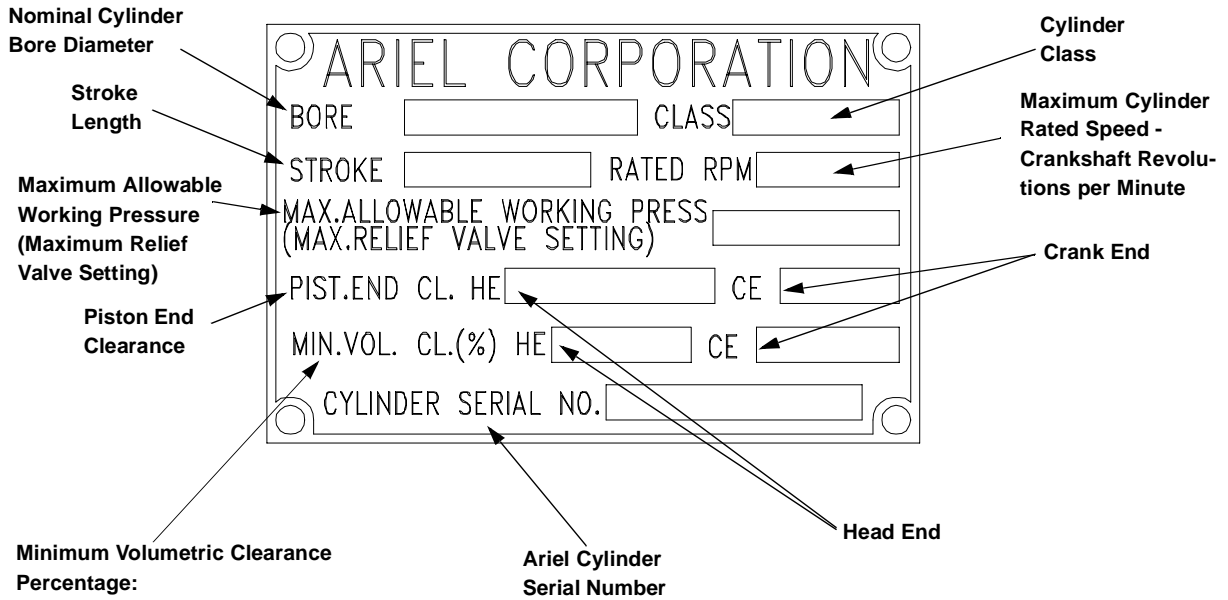 Nominal Cylinder
Bore Diameter
Cylinder
Class
Stroke
Length
Maximum Cylinder
Rated Speed -
Crankshaft Revolu-
tions per Minute
Maximum Allowable
Working Pressure
(Maximum Relief
Valve Setting)
Crank End
Piston End
Clearance
ARIEL CORPORATION
BORE CLASS
STROKE RATED RPM
MAX.ALLOWABLE WORKING PRESS
(MAX.RELIEF VALVE SETTING)
PIST.END CL. HE CE
MIN.VOL. CL.(%) HE CE
CYLINDER SERIAL NO.
Minimum Volumetric Clearance
Percentage:
Ariel Cylinder
Serial Number
Head End